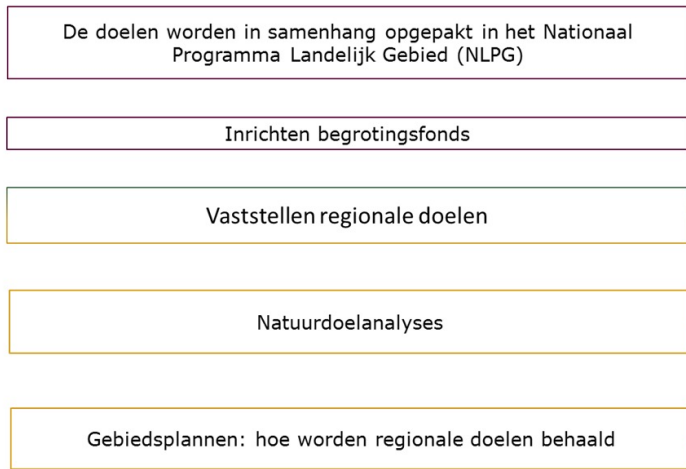 De doelen worden in samenhang opgepakt in het Nationaal
Programma Landelijk Gebied (NLPG)
Inrichten begrotingsfonds
Vaststellen regionale doelen
Natuurdoelanalyses
Gebiedsplannen: hoe worden regionale doelen behaald